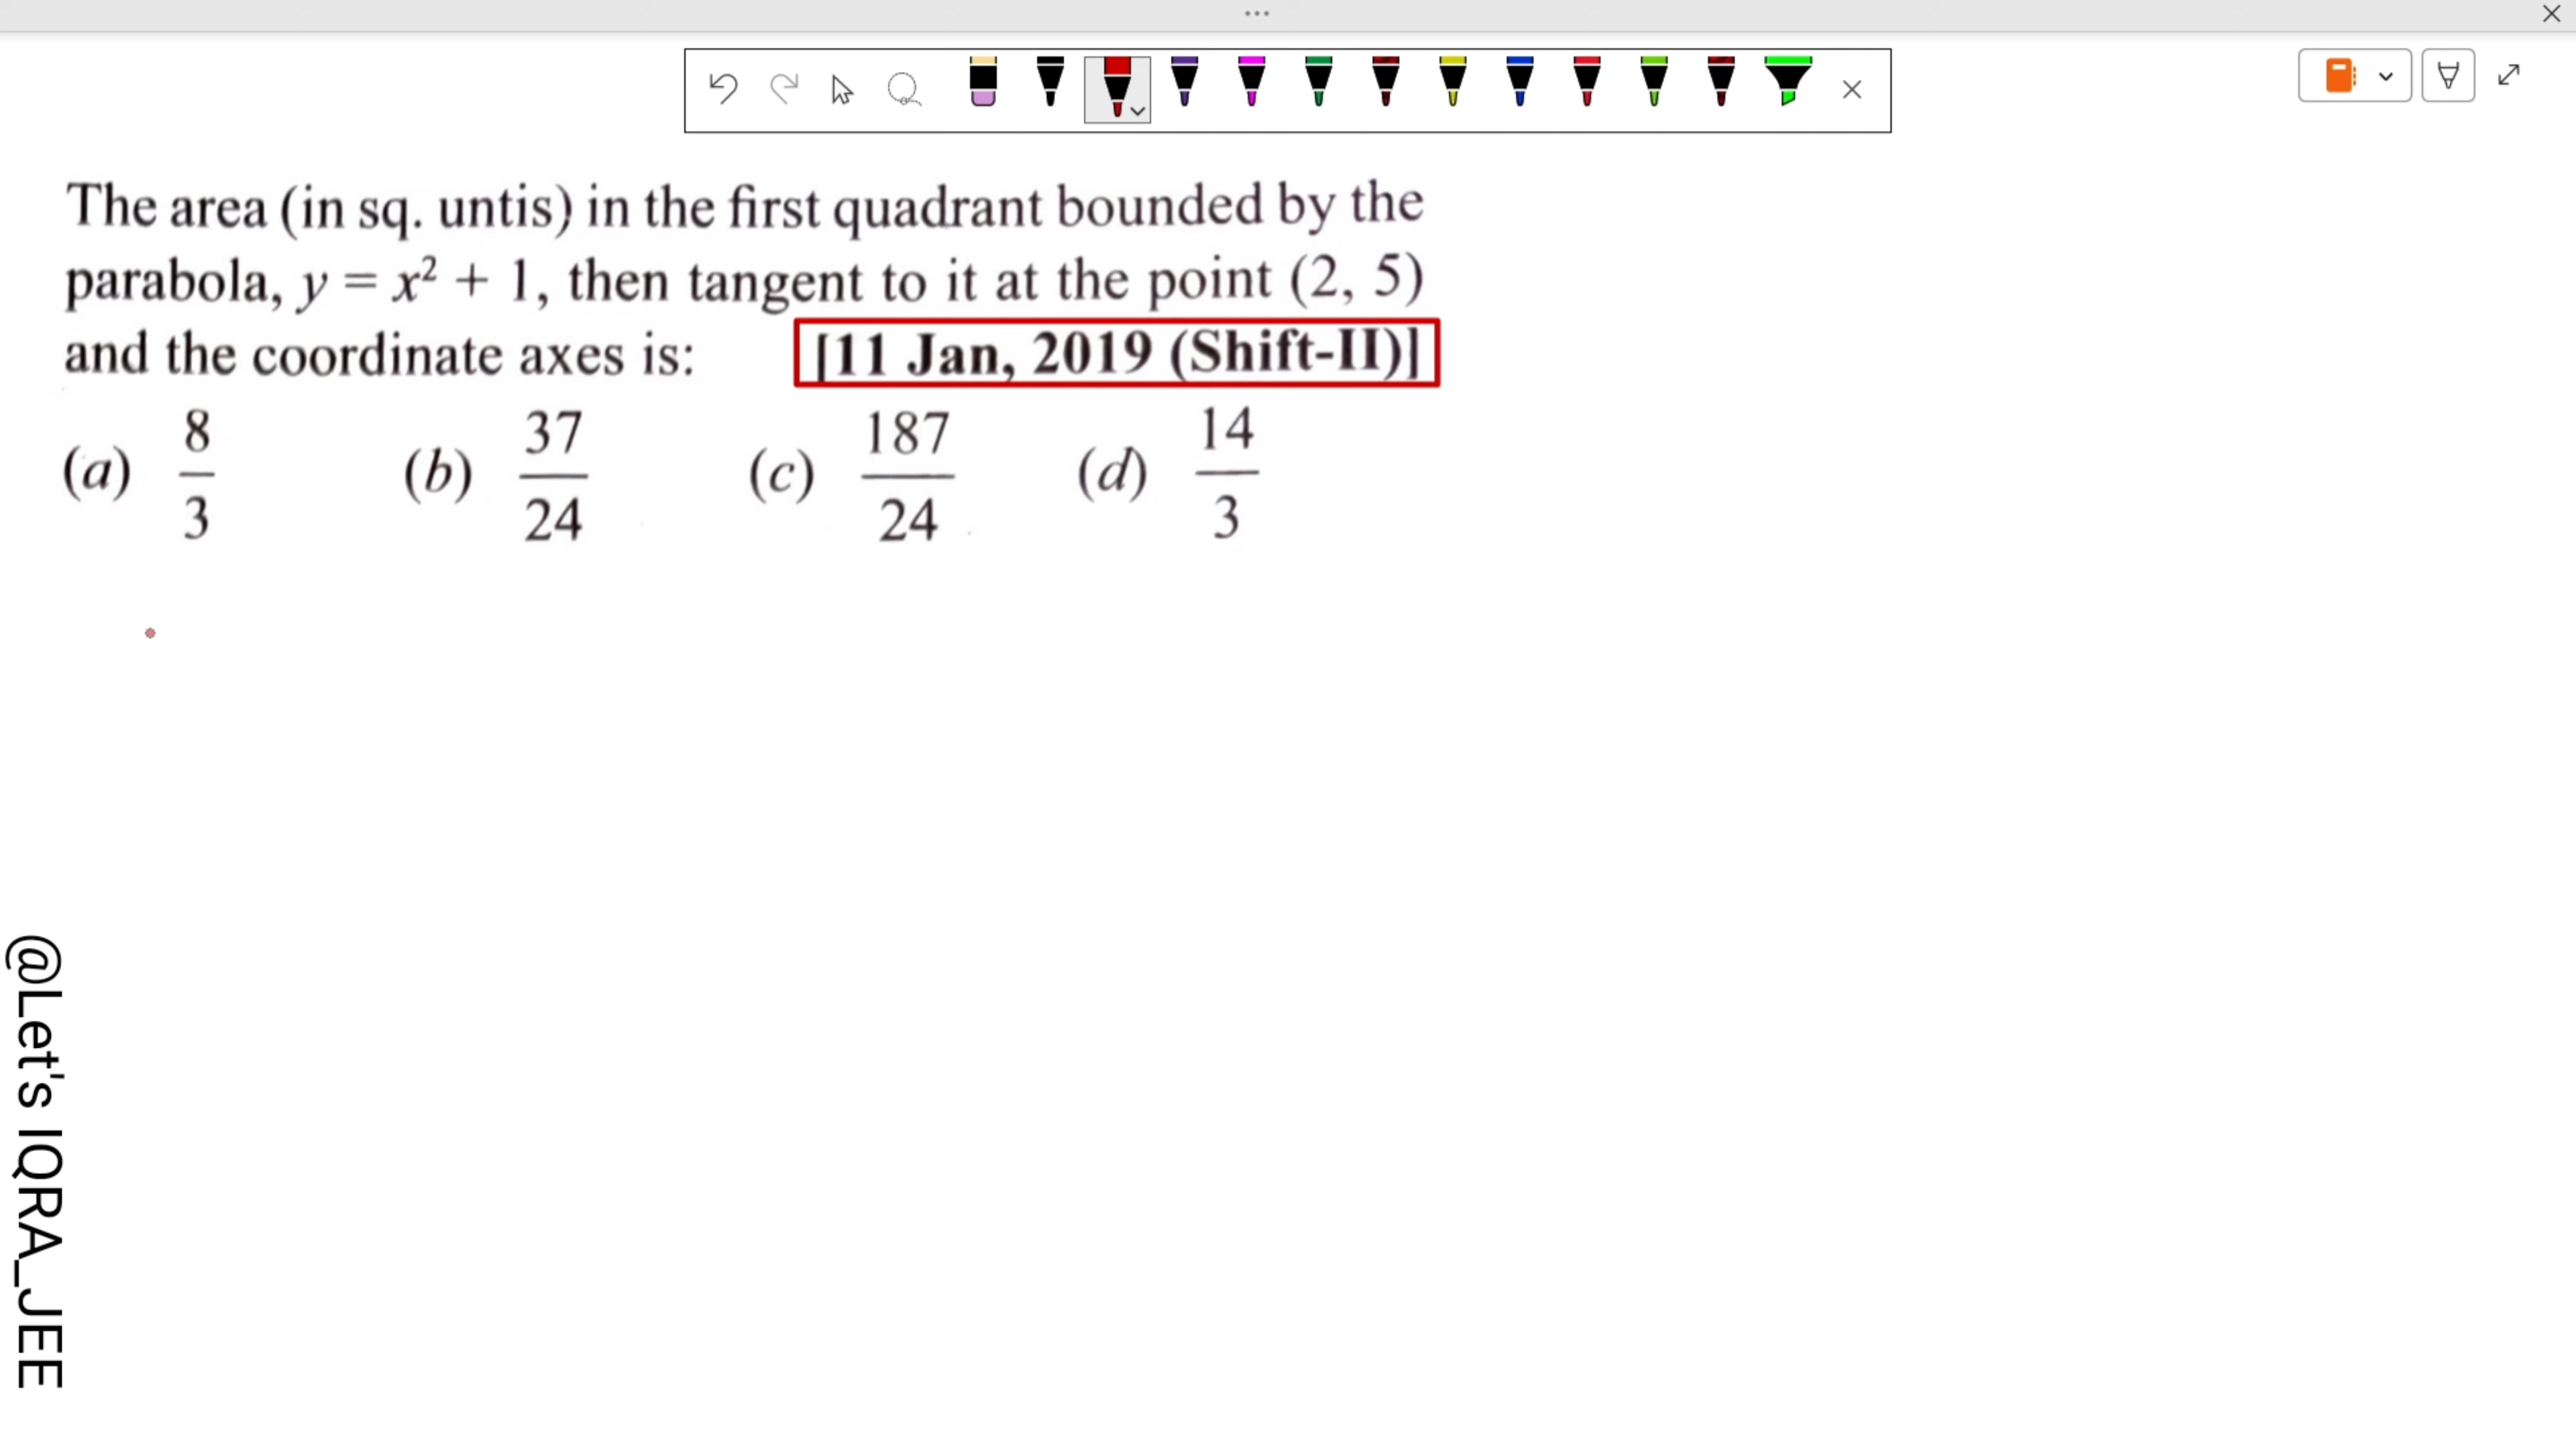 The area (in sq. untis) in the first quadrant bounded by the
parabola, y = x² + 1, then tangent to it at the point (2, 5)
and the coordinate axes is: [11 Jan, 2019 (Shift-II)]
(a) 8/3 (b) 37/24 (c) 187/24 (d) 14/3
@Let's IQRA_JEE